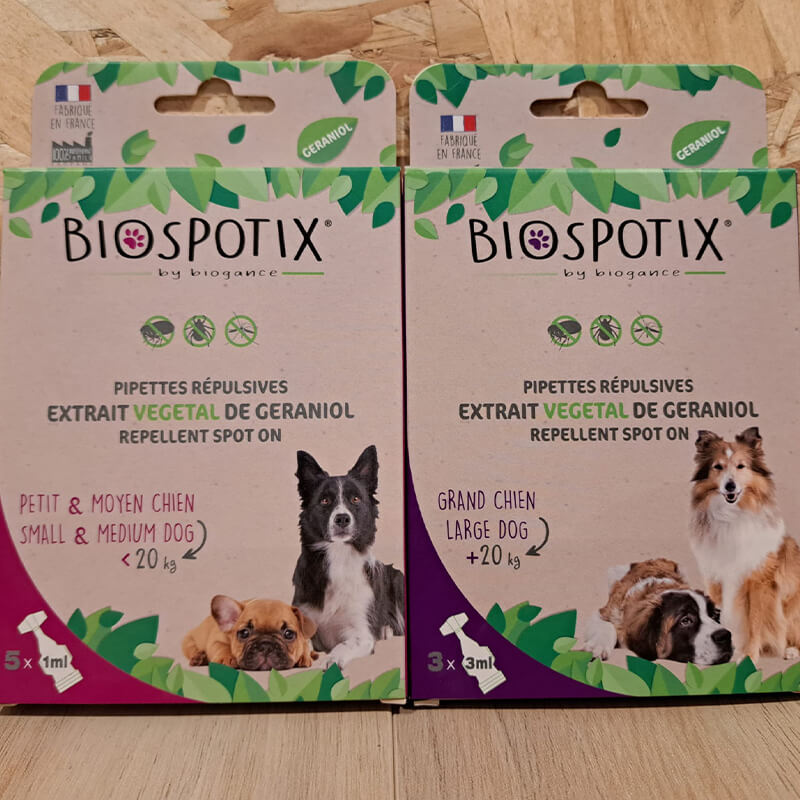 FABRIQUÉ
EN FRANCE
100%
GERANIOL
BIOSPOTIX®
by biogance
PIPETTES RÉPULSIVES
EXTRAIT VEGETAL DE GERANIOL
REPELLENT SPOT ON
PETIT & MOYEN CHIEN
SMALL & MEDIUM DOG
<20 kg
5 x 1ml
FABRIQUÉ
EN FRANCE
GERANIOL
BIOSPOTIX®
by biogance
PIPETTES RÉPULSIVES
EXTRAIT VEGETAL DE GERANIOL
REPELLENT SPOT ON
GRAND CHIEN
LARGE DOG
+20 kg
3 x 3ml